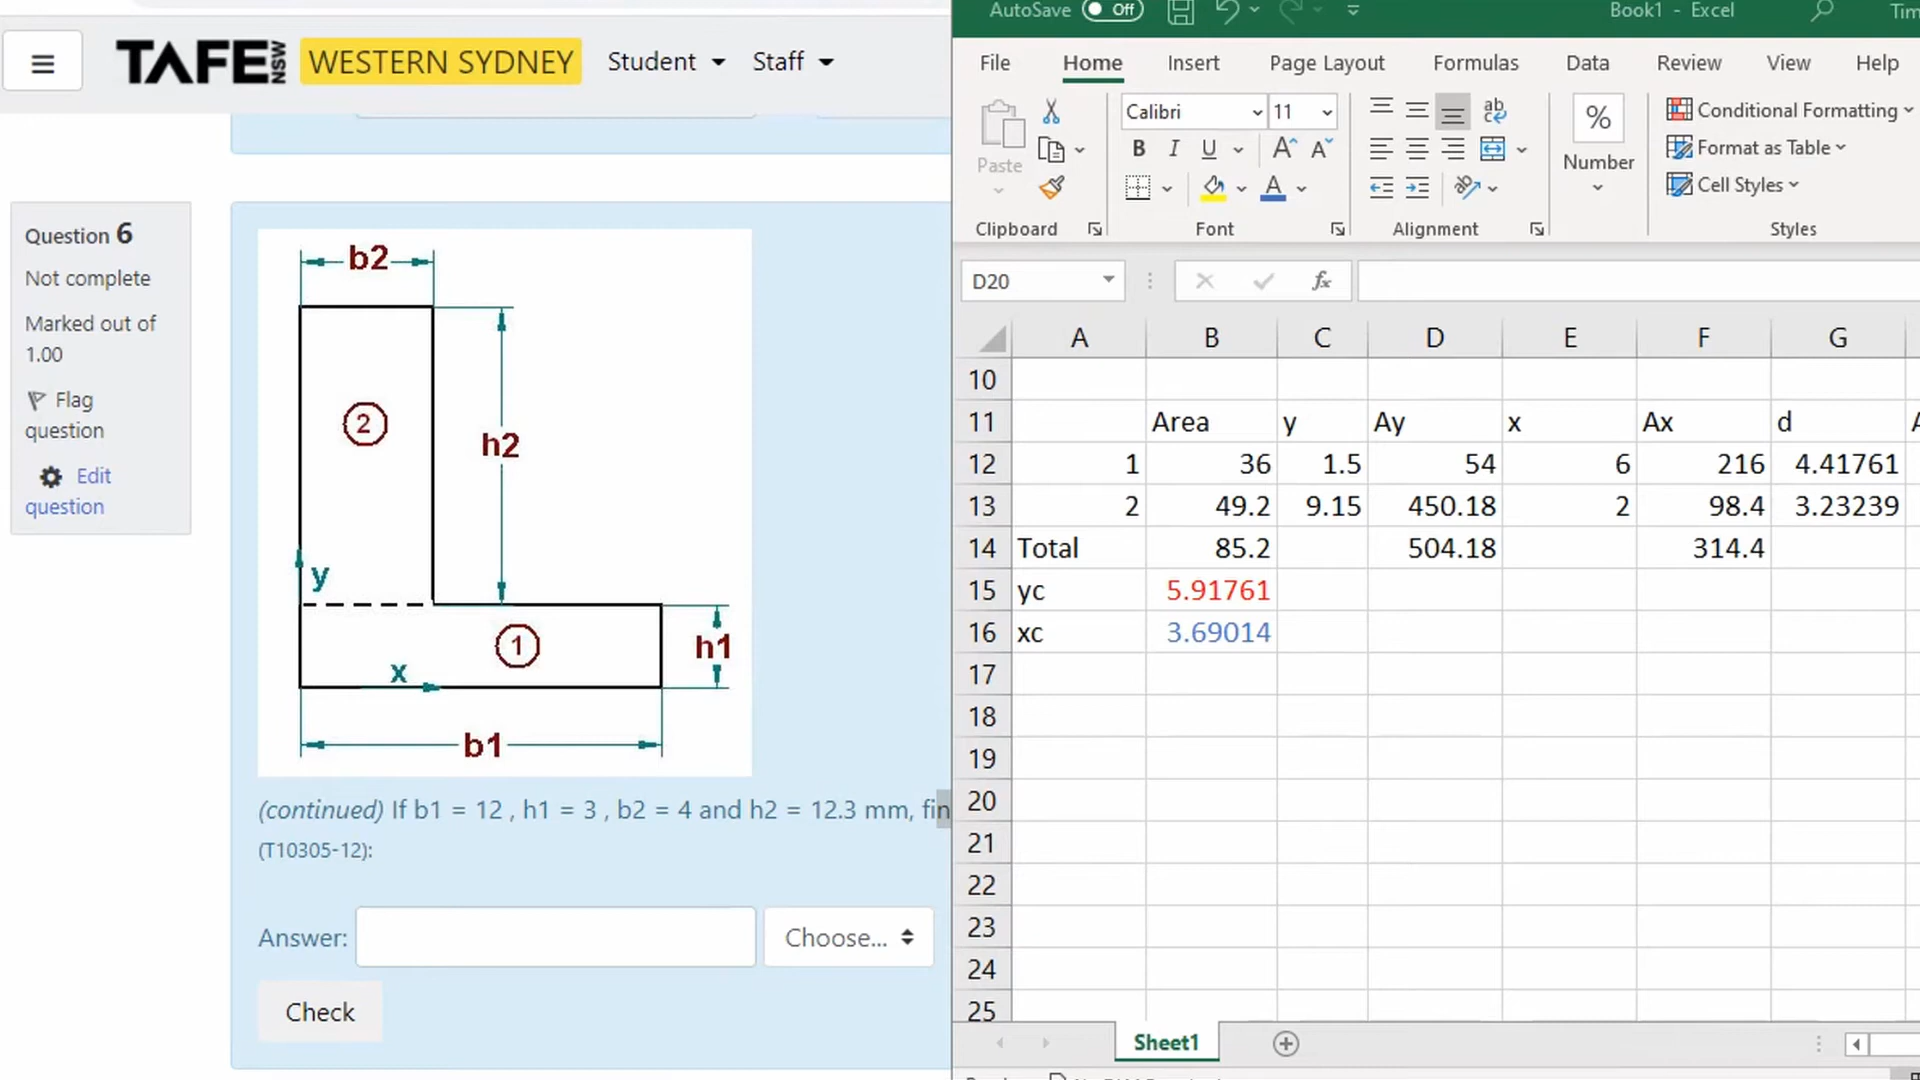 AutoSave Off Book1 - Excel Tim
TAFE NSW WESTERN SYDNEY Student Staff
File Home Insert Page Layout Formulas Data Review View Help
Paste
Calibri 11
B I U
Clipboard Font Alignment
% Number
Conditional Formatting
Format as Table
Cell Styles
Styles
D20 fx
Question 6
Not complete
Marked out of
1.00
Flag
question
Edit
question
b2
2
h2
y
1
h1
x
b1
(continued) If b1 = 12 , h1 = 3 , b2 = 4 and h2 = 12.3 mm, fin
(T10305-12):
Answer: Choose...
Check
A B C D E F G
10
11 Area y Ay x Ax d
12 1 36 1.5 54 6 216 4.41761
13 2 49.2 9.15 450.18 2 98.4 3.23239
14 Total 85.2 504.18 314.4
15 yc 5.91761
16 xc 3.69014
17
18
19
20
21
22
23
24
25
Sheet1